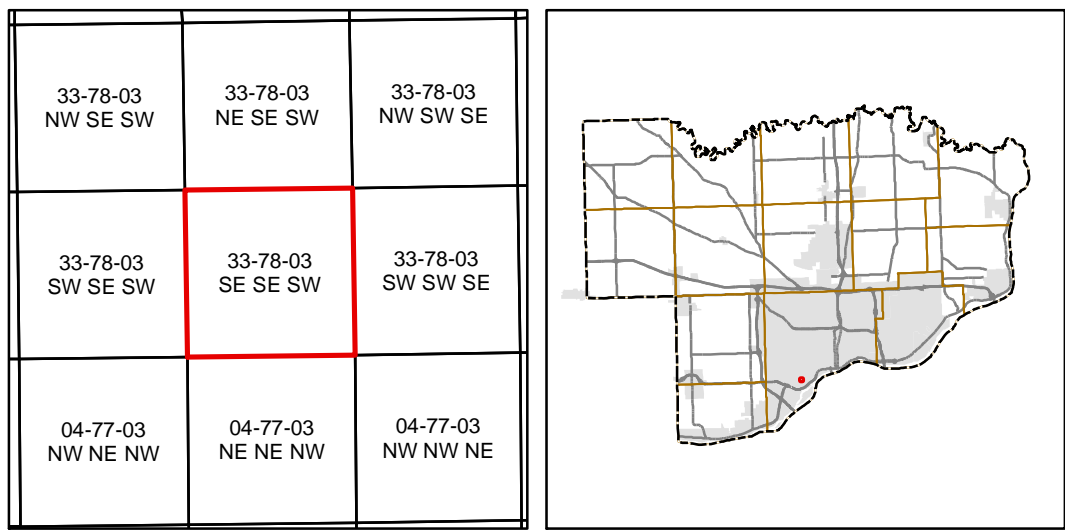 33-78-03
NW SE SW
33-78-03
NE SE SW
33-78-03
NW SW SE
33-78-03
SW SE SW
33-78-03
SE SE SW
33-78-03
SW SW SE
04-77-03
NW NE NW
04-77-03
NE NE NW
04-77-03
NW NW NE